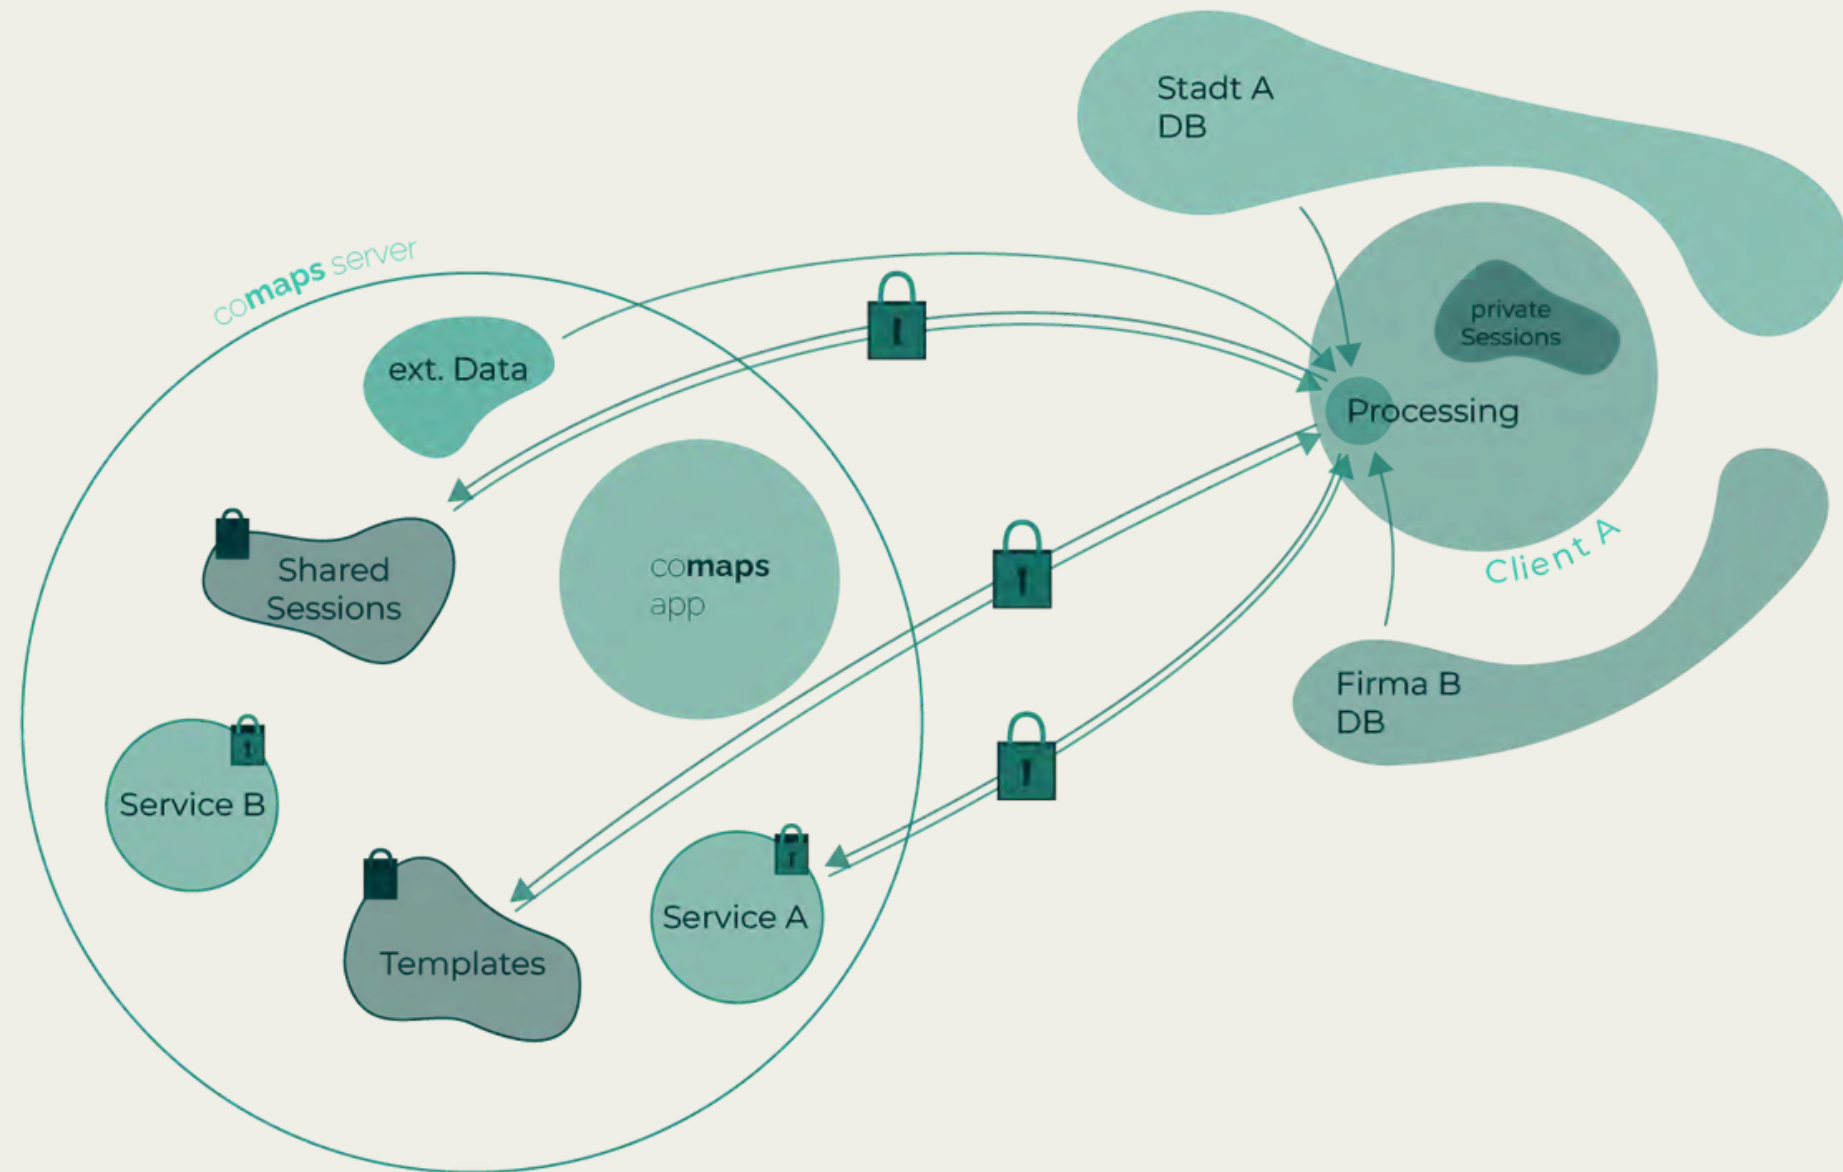 Stadt A
DB
comaps server
private
Sessions
ext. Data
Processing
Client A
comaps
app
Shared
Sessions
Firma B
DB
Service B
Service A
Templates